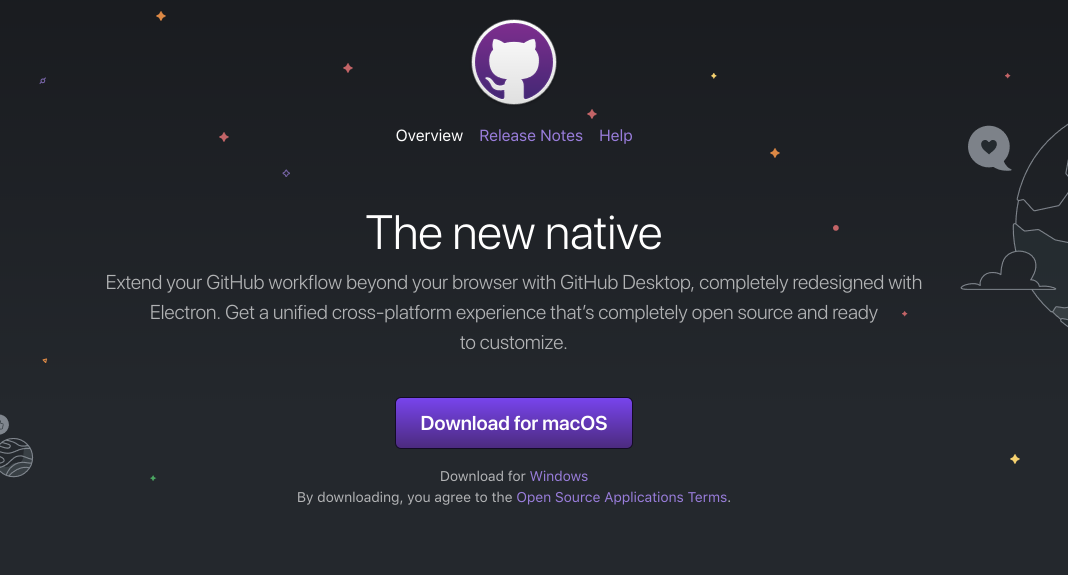 Overview Release Notes Help
The new native
Extend your GitHub workflow beyond your browser with GitHub Desktop, completely redesigned with
Electron. Get a unified cross-platform experience that’s completely open source and ready
to customize.
Download for macOS
Download for Windows
By downloading, you agree to the Open Source Applications Terms.